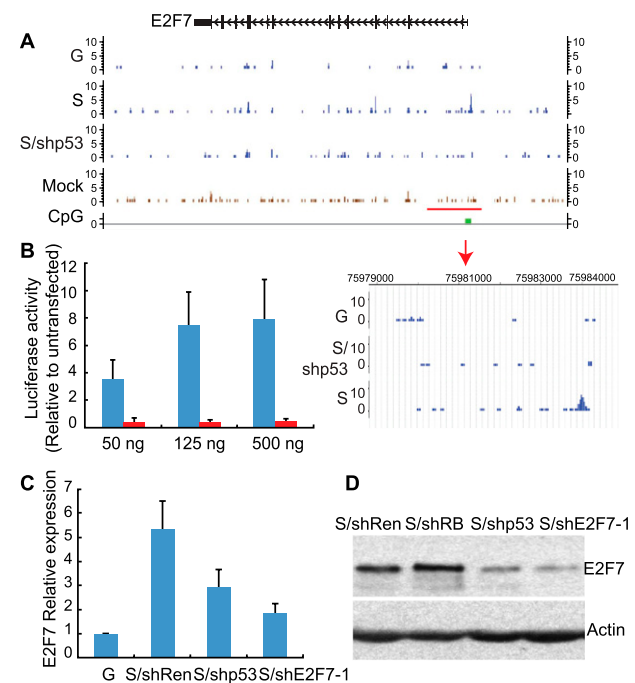 E2F7
A
10
5
0
G
10
5
0
10
5
0
S
10
5
0
10
5
0
S/shp53
10
5
0
10
5
0
Mock
10
5
0
CpG
0
0
B
Luciferase activity
(Relative to untransfected)
12
10
8
6
4
2
0
50 ng
125 ng
500 ng
75979000
75981000
75983000
75984000
G
10
0
S/
shp53
10
0
S
10
0
C
E2F7 Relative expression
7
6
5
4
3
2
1
0
G
S/shRen
S/shp53
S/shE2F7-1
D
S/shRen
S/shRB
S/shp53
S/shE2F7-1
E2F7
Actin